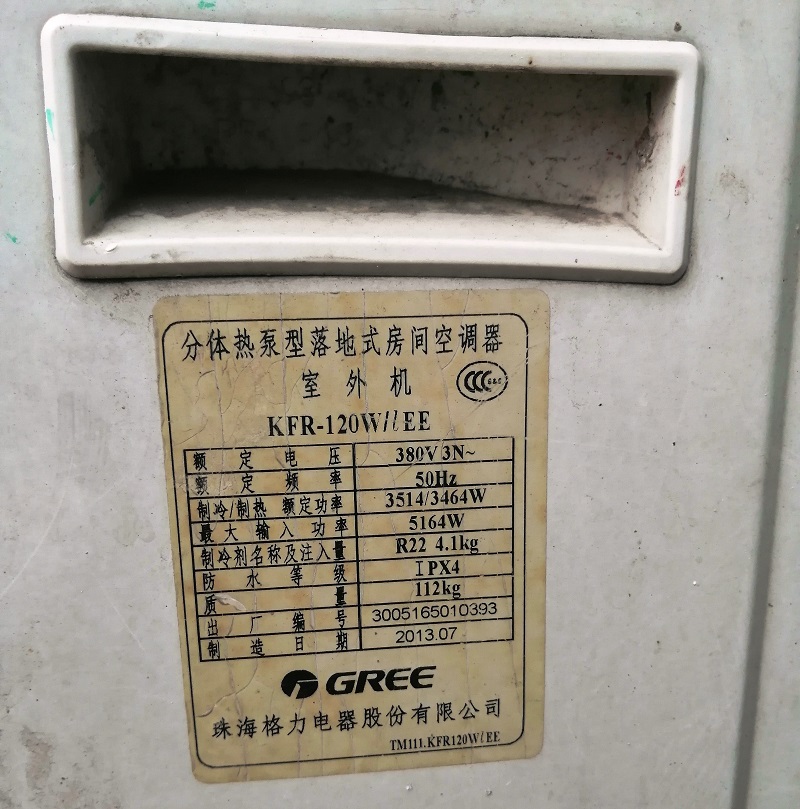 分体热泵型落地式房间空调器
室外机
KFR-120W/lEE
额定电压 380V 3N~
额定频率 50Hz
制冷/制热 额定功率 3514/3464W
最大输入功率 5164W
制冷剂名称及注入量 R22 4.1kg
防水等级 IPX4
质量 112kg
出厂编号 3005165010393
制造日期 2013.07
GREE
珠海格力电器股份有限公司
TM111.KFR120WlEE